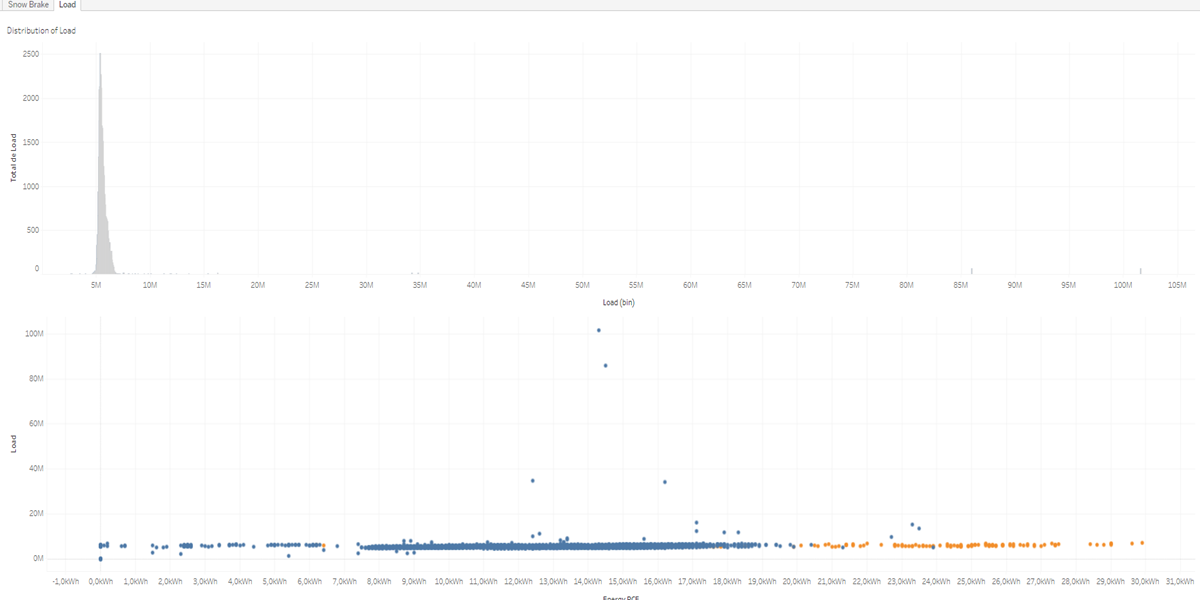 Snow Brake Load
Distribution of Load
2500
2000
1500
1000
500
0
Total de Load
5M 10M 15M 20M 25M 30M 35M 40M 45M 50M 55M 60M 65M 70M 75M 80M 85M 90M 95M 100M 105M
Load (bin)
100M
80M
60M
40M
20M
0M
Load
-1,0kWh 0,0kWh 1,0kWh 2,0kWh 3,0kWh 4,0kWh 5,0kWh 6,0kWh 7,0kWh 8,0kWh 9,0kWh 10,0kWh 11,0kWh 12,0kWh 13,0kWh 14,0kWh 15,0kWh 16,0kWh 17,0kWh 18,0kWh 19,0kWh 20,0kWh 21,0kWh 22,0kWh 23,0kWh 24,0kWh 25,0kWh 26,0kWh 27,0kWh 28,0kWh 29,0kWh 30,0kWh 31,0kWh
Energy